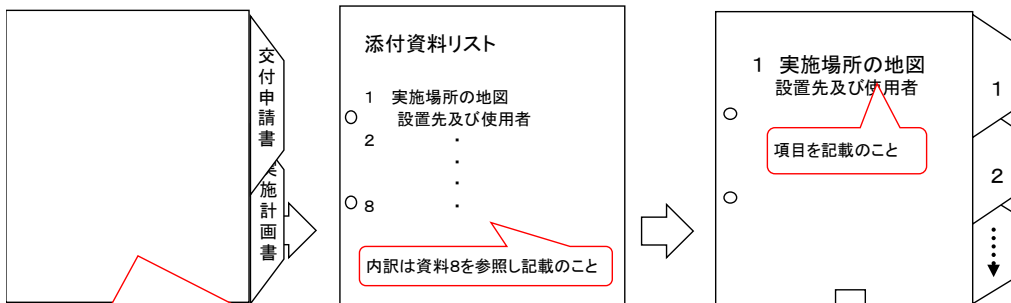 交付申請書
実施計画書
添付資料リスト
1 実施場所の地図
設置先及び使用者
2 ・
・
・
8 ・
内訳は資料8を参照し記載のこと
1 実施場所の地図
設置先及び使用者
項目を記載のこと
1
2